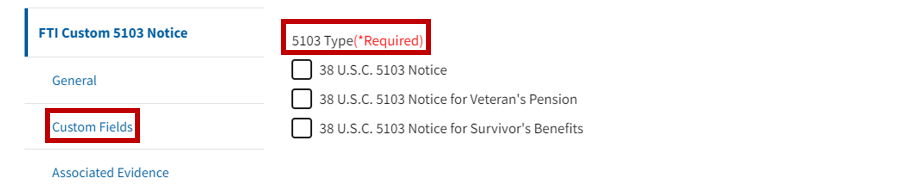 FTI Custom 5103 Notice
General
Custom Fields
Associated Evidence
5103 Type(*Required)
38 U.S.C. 5103 Notice
38 U.S.C. 5103 Notice for Veteran's Pension
38 U.S.C. 5103 Notice for Survivor's Benefits